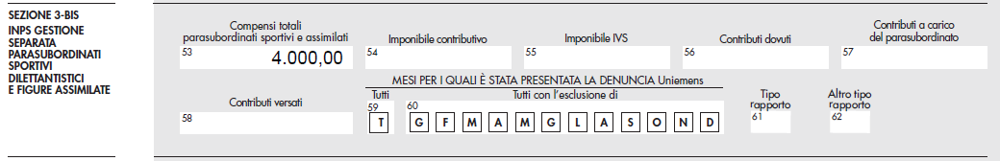 SEZIONE 3-BIS
INPS GESTIONE
SEPARATA
PARASUBORDINATI
SPORTIVI
DILETTANTISTICI
E FIGURE ASSIMILATE
Compensi totali
parasubordinati sportivi e assimilati
53 4.000,00
Imponibile contributivo
54
Imponibile IVS
55
Contributi dovuti
56
Contributi a carico
del parasubordinato
57
Contributi versati
58
MESI PER I QUALI È STATA PRESENTATA LA DENUNCIA Uniemens
Tutti
59
T
Tutti con l'esclusione di
60
G F M A M G L A S O N D
Tipo
rapporto
61
Altro tipo
rapporto
62